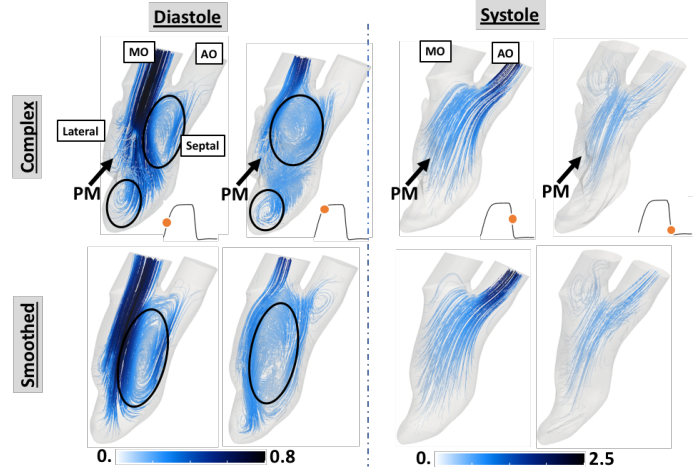 Diastole
Systole
MO
AO
MO
AO
Complex
Lateral
Septal
PM
PM
PM
PM
Smoothed
0.
0.8
0.
2.5